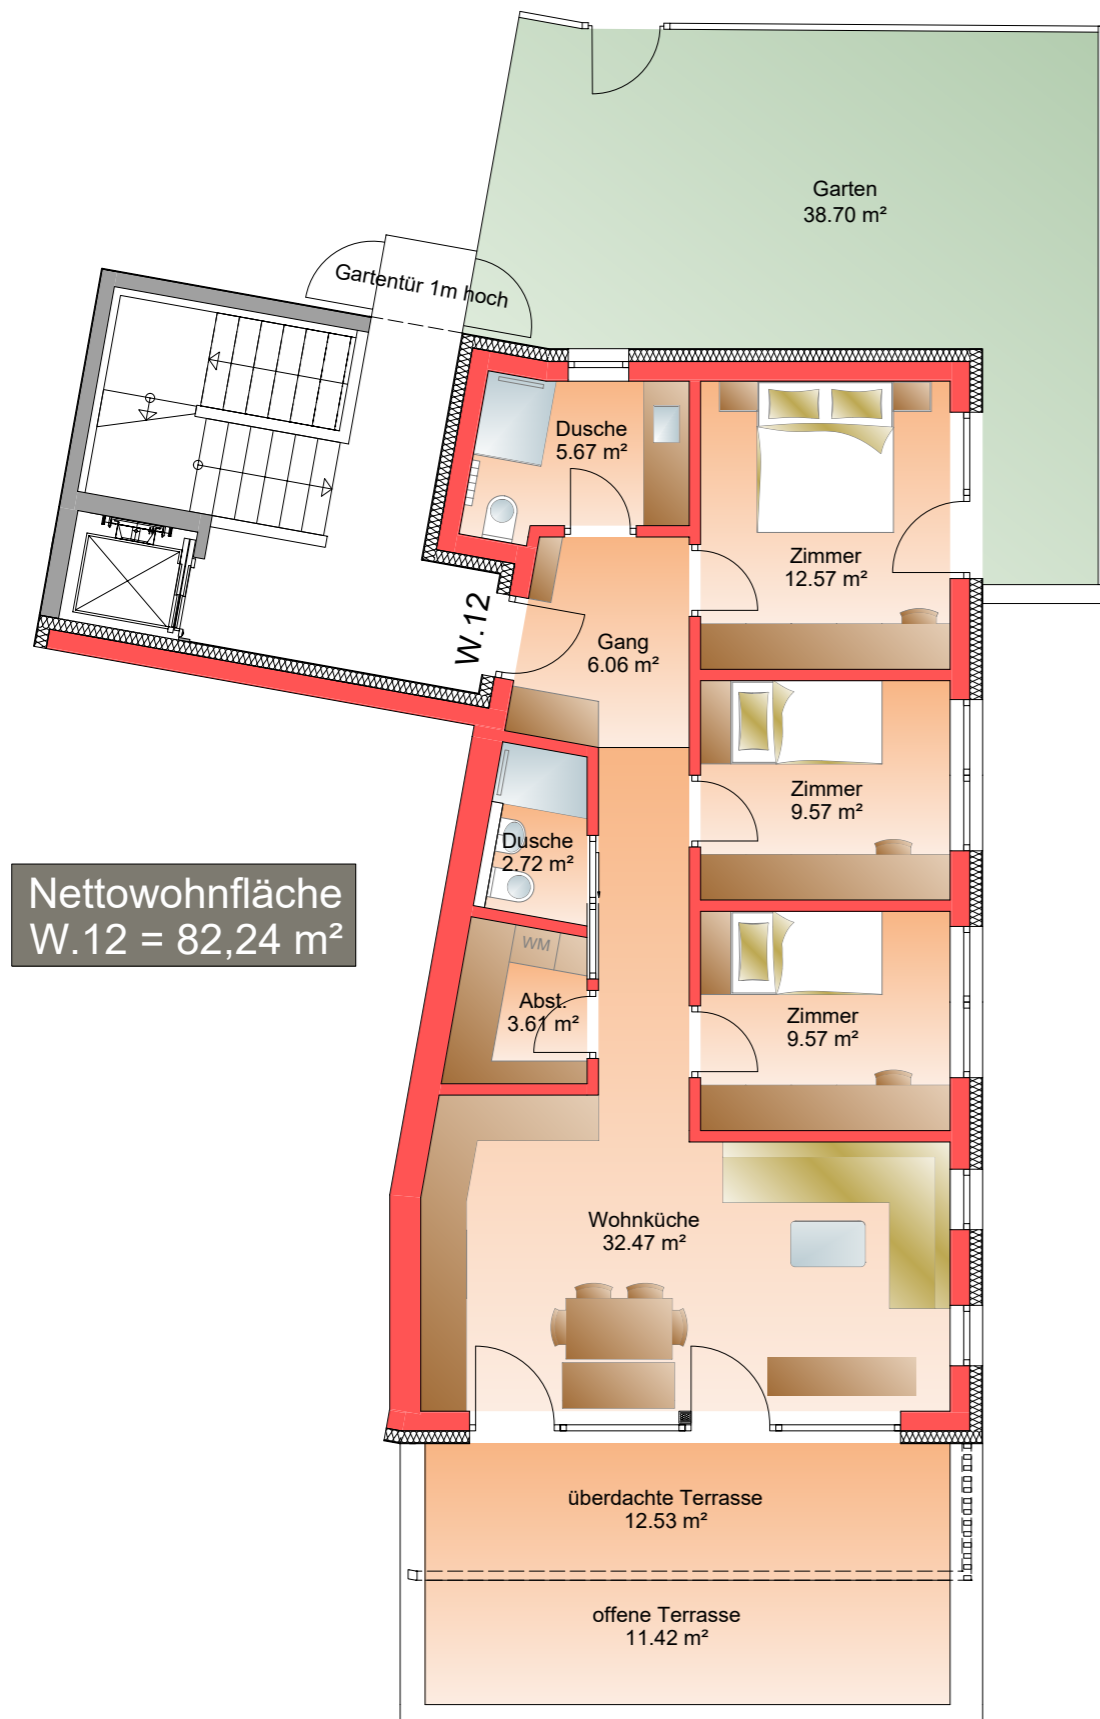 Garten
38.70 m²
Gartentür 1m hoch
Dusche
5.67 m²
Zimmer
12.57 m²
W.12
Gang
6.06 m²
Zimmer
9.57 m²
Dusche
2.72 m²
Nettowohnfläche
W.12 = 82,24 m²
WM
Abst.
3.61 m²
Zimmer
9.57 m²
Wohnküche
32.47 m²
überdachte Terrasse
12.53 m²
offene Terrasse
11.42 m²